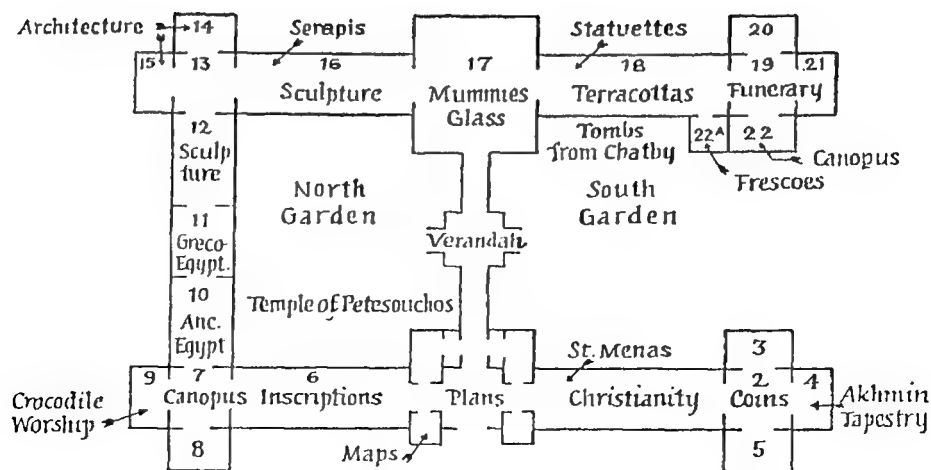 Architecture
14
Serapis
Statuettes
20
15
13
16
17
18
19
21
Sculpture
Mummies
Glass
Terracottas
Funerary
12
Sculp
ture
Tombs
from Chatby
22A
22
Canopus
Frescoes
North
Garden
South
Garden
11
Greco-
Egypt.
Verandah
10
Anc.
Egypt
Temple of Petesouchos
St. Menas
3
9
7
6
2
4
Crocodile
Worship
Canopus
Inscriptions
Plans
Christianity
Coins
Akhmin
Tapestry
8
Maps
5